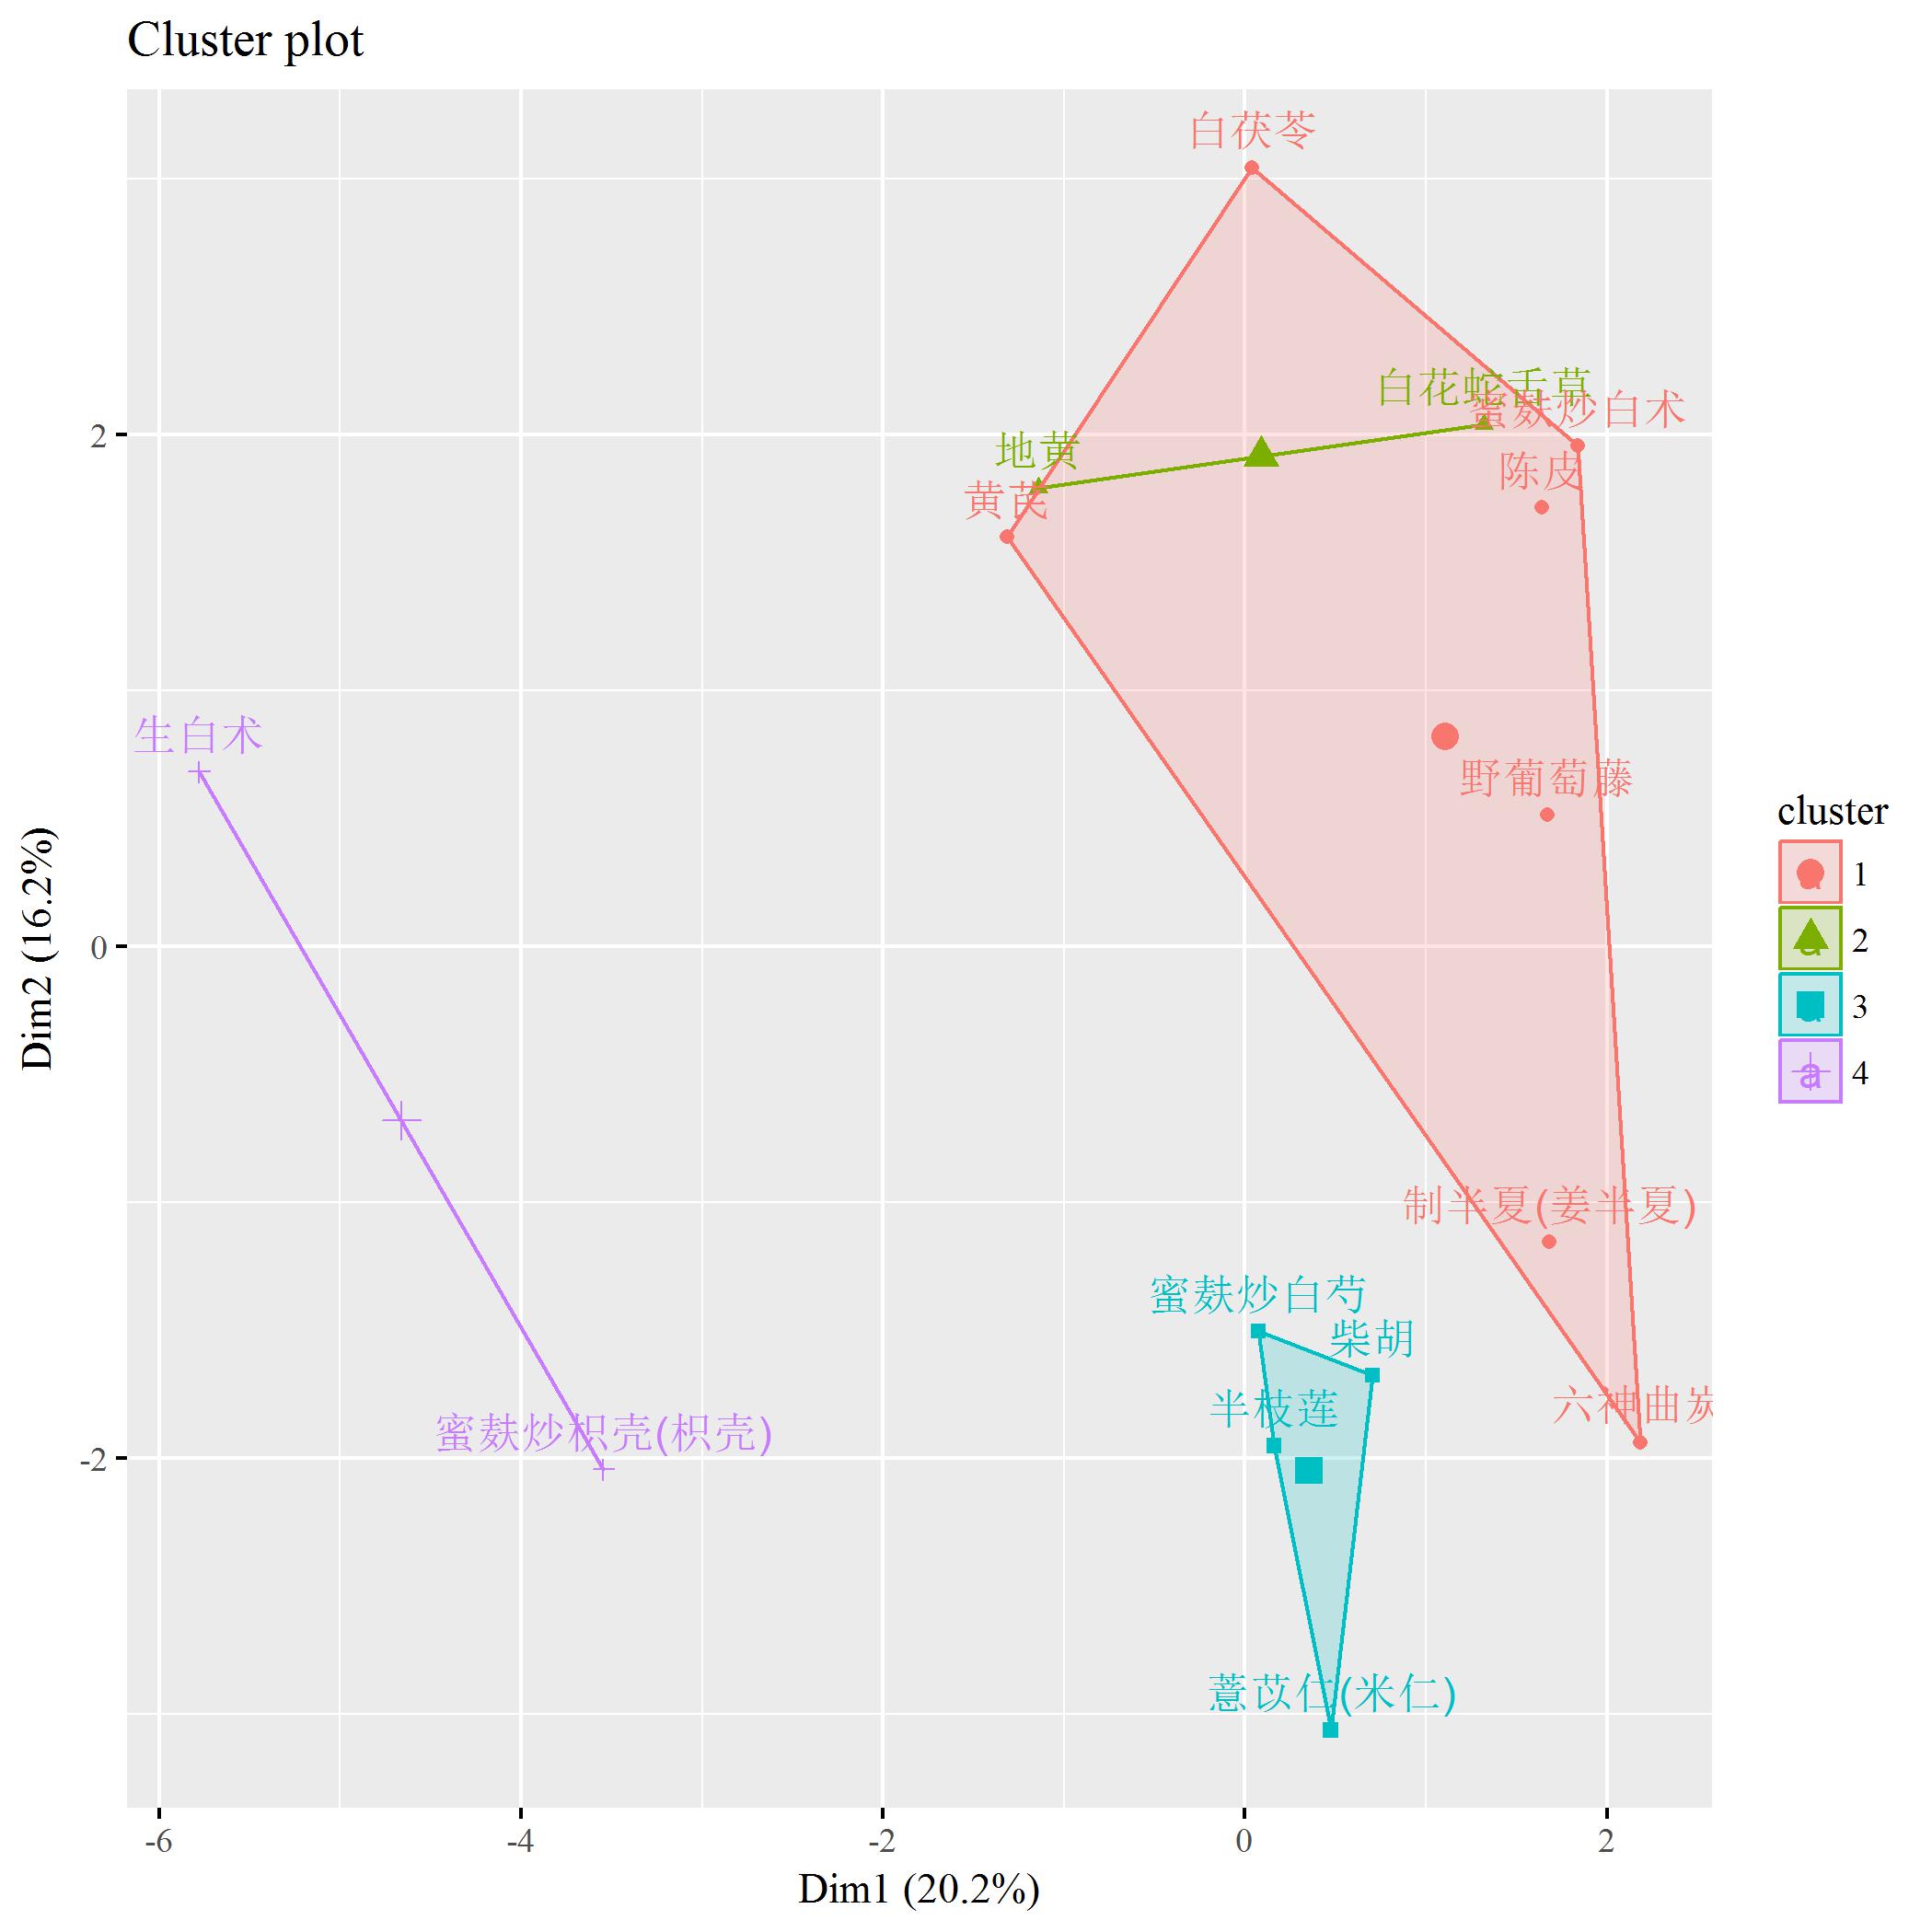 Cluster plot
白茯苓
白花蛇舌草
蜜麸炒白术
地黄
陈皮
黄芪
生白术
野葡萄藤
制半夏(姜半夏)
蜜麸炒白芍
柴胡
半枝莲
六神曲炭
蜜麸炒枳壳(枳壳)
薏苡仁(米仁)
2
0
-2
-6
-4
-2
0
2
Dim1 (20.2%)
Dim2 (16.2%)
cluster
1
2
3
4